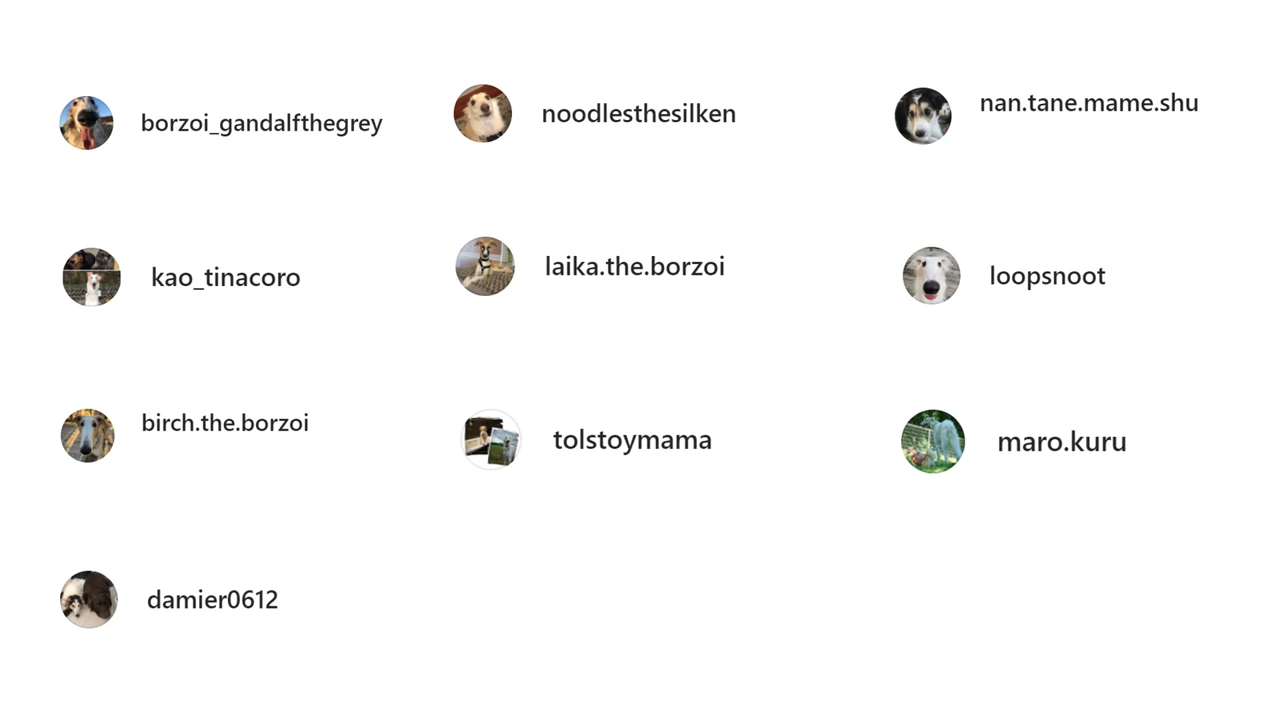 borzoi_gandalfthegrey
noodlesthesilken
nan.tane.mame.shu
kao_tinacoro
laika.the.borzoi
loopsnoot
birch.the.borzoi
tolstoymama
maro.kuru
damier0612